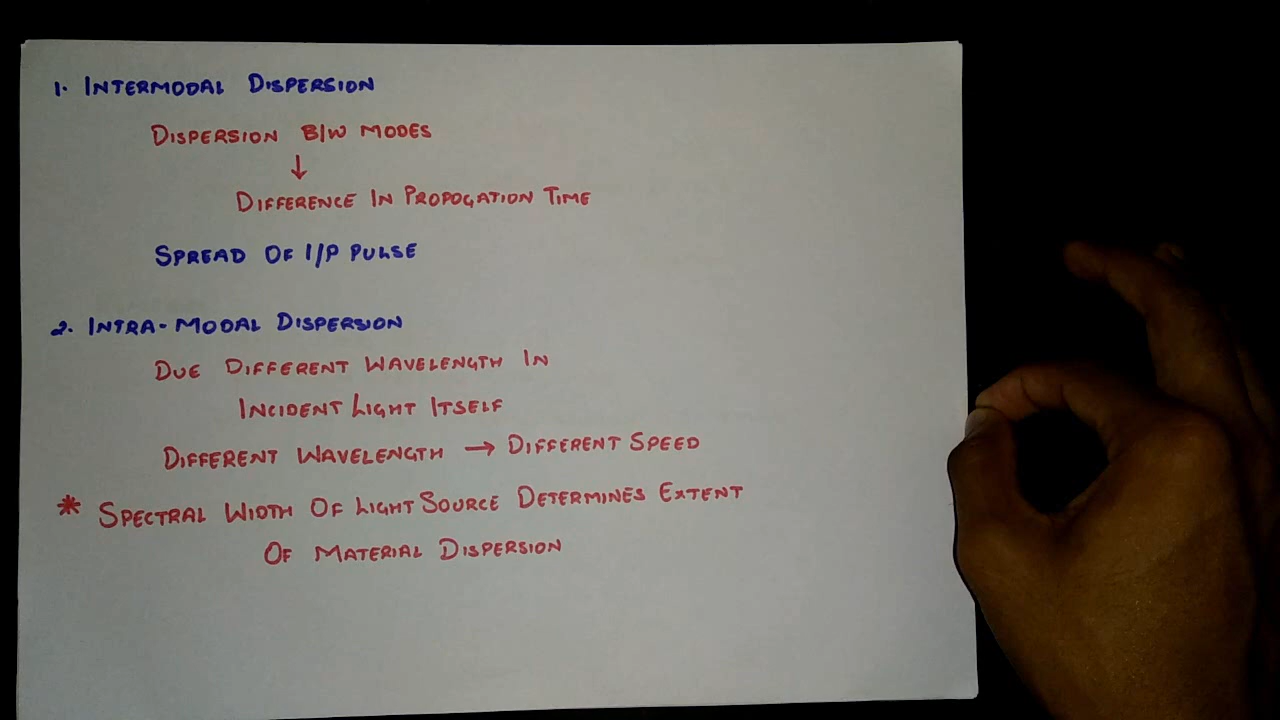 1. INTERMODAL DISPERSION
DISPERSION B/W MODES
↓
DIFFERENCE IN PROPOGATION TIME
SPREAD OF I/P PULSE
2. INTRA-MODAL DISPERSION
DUE DIFFERENT WAVELENGTH IN
INCIDENT LIGHT ITSELF
DIFFERENT WAVELENGTH → DIFFERENT SPEED
* SPECTRAL WIDTH OF LIGHT SOURCE DETERMINES EXTENT
OF MATERIAL DISPERSION